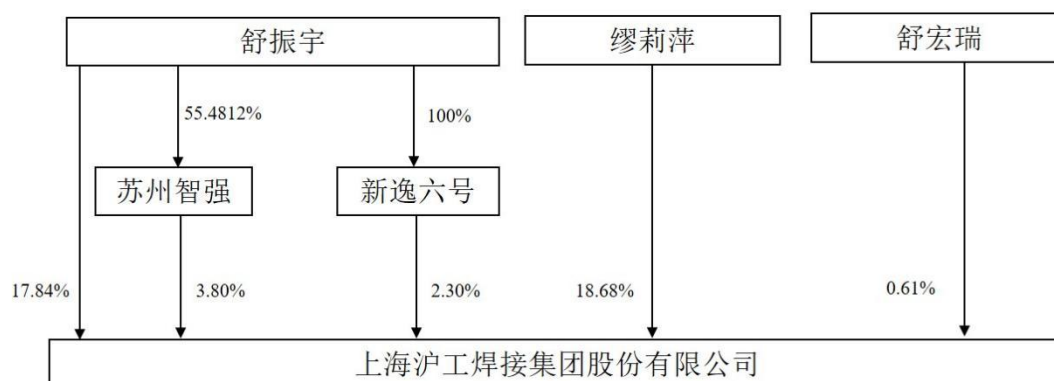 舒振宇
缪莉萍
舒宏瑞
55.4812%
100%
苏州智强
新逸六号
17.84%
3.80%
2.30%
18.68%
0.61%
上海沪工焊接集团股份有限公司